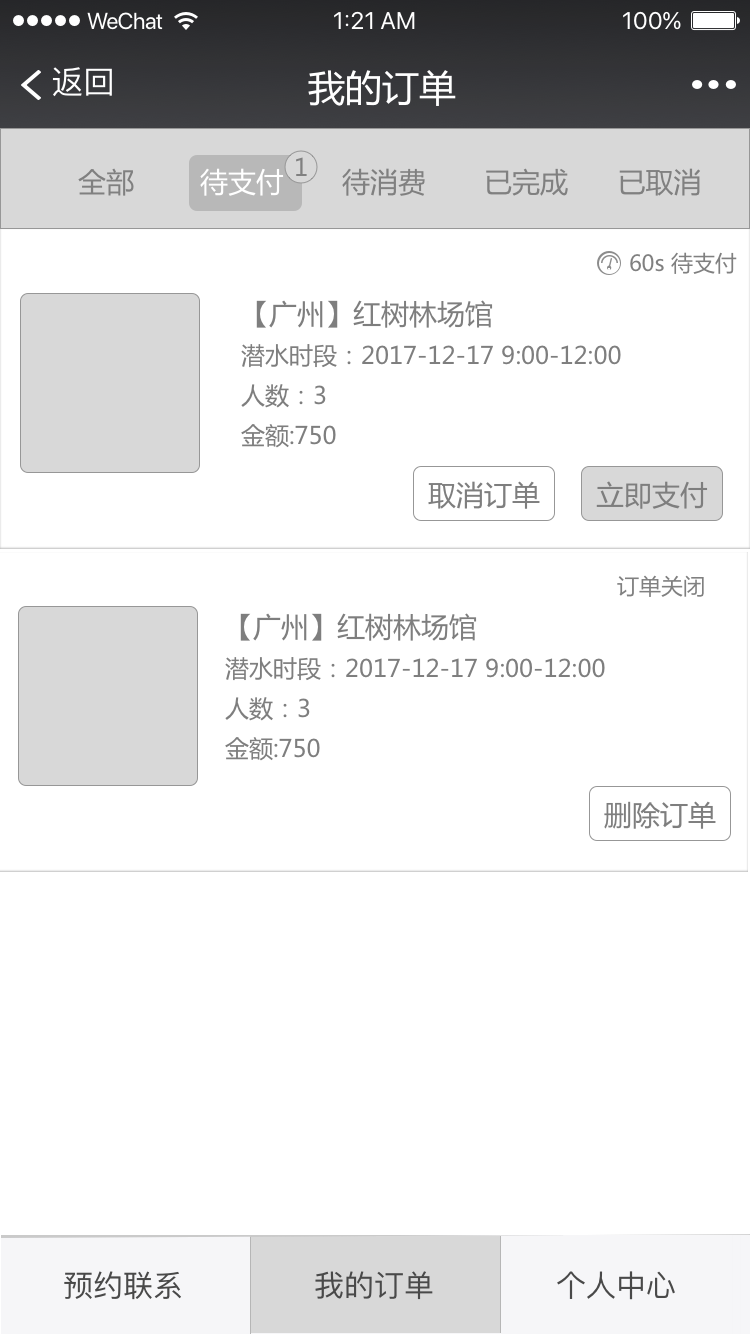 WeChat 1:21 AM 100%
返回 我的订单
全部 待支付 1 待消费 已完成 已取消
60s 待支付
【广州】红树林场馆
潜水时段：2017-12-17 9:00-12:00
人数：3
金额:750
取消订单 立即支付
订单关闭
【广州】红树林场馆
潜水时段：2017-12-17 9:00-12:00
人数：3
金额:750
删除订单
预约联系 我的订单 个人中心